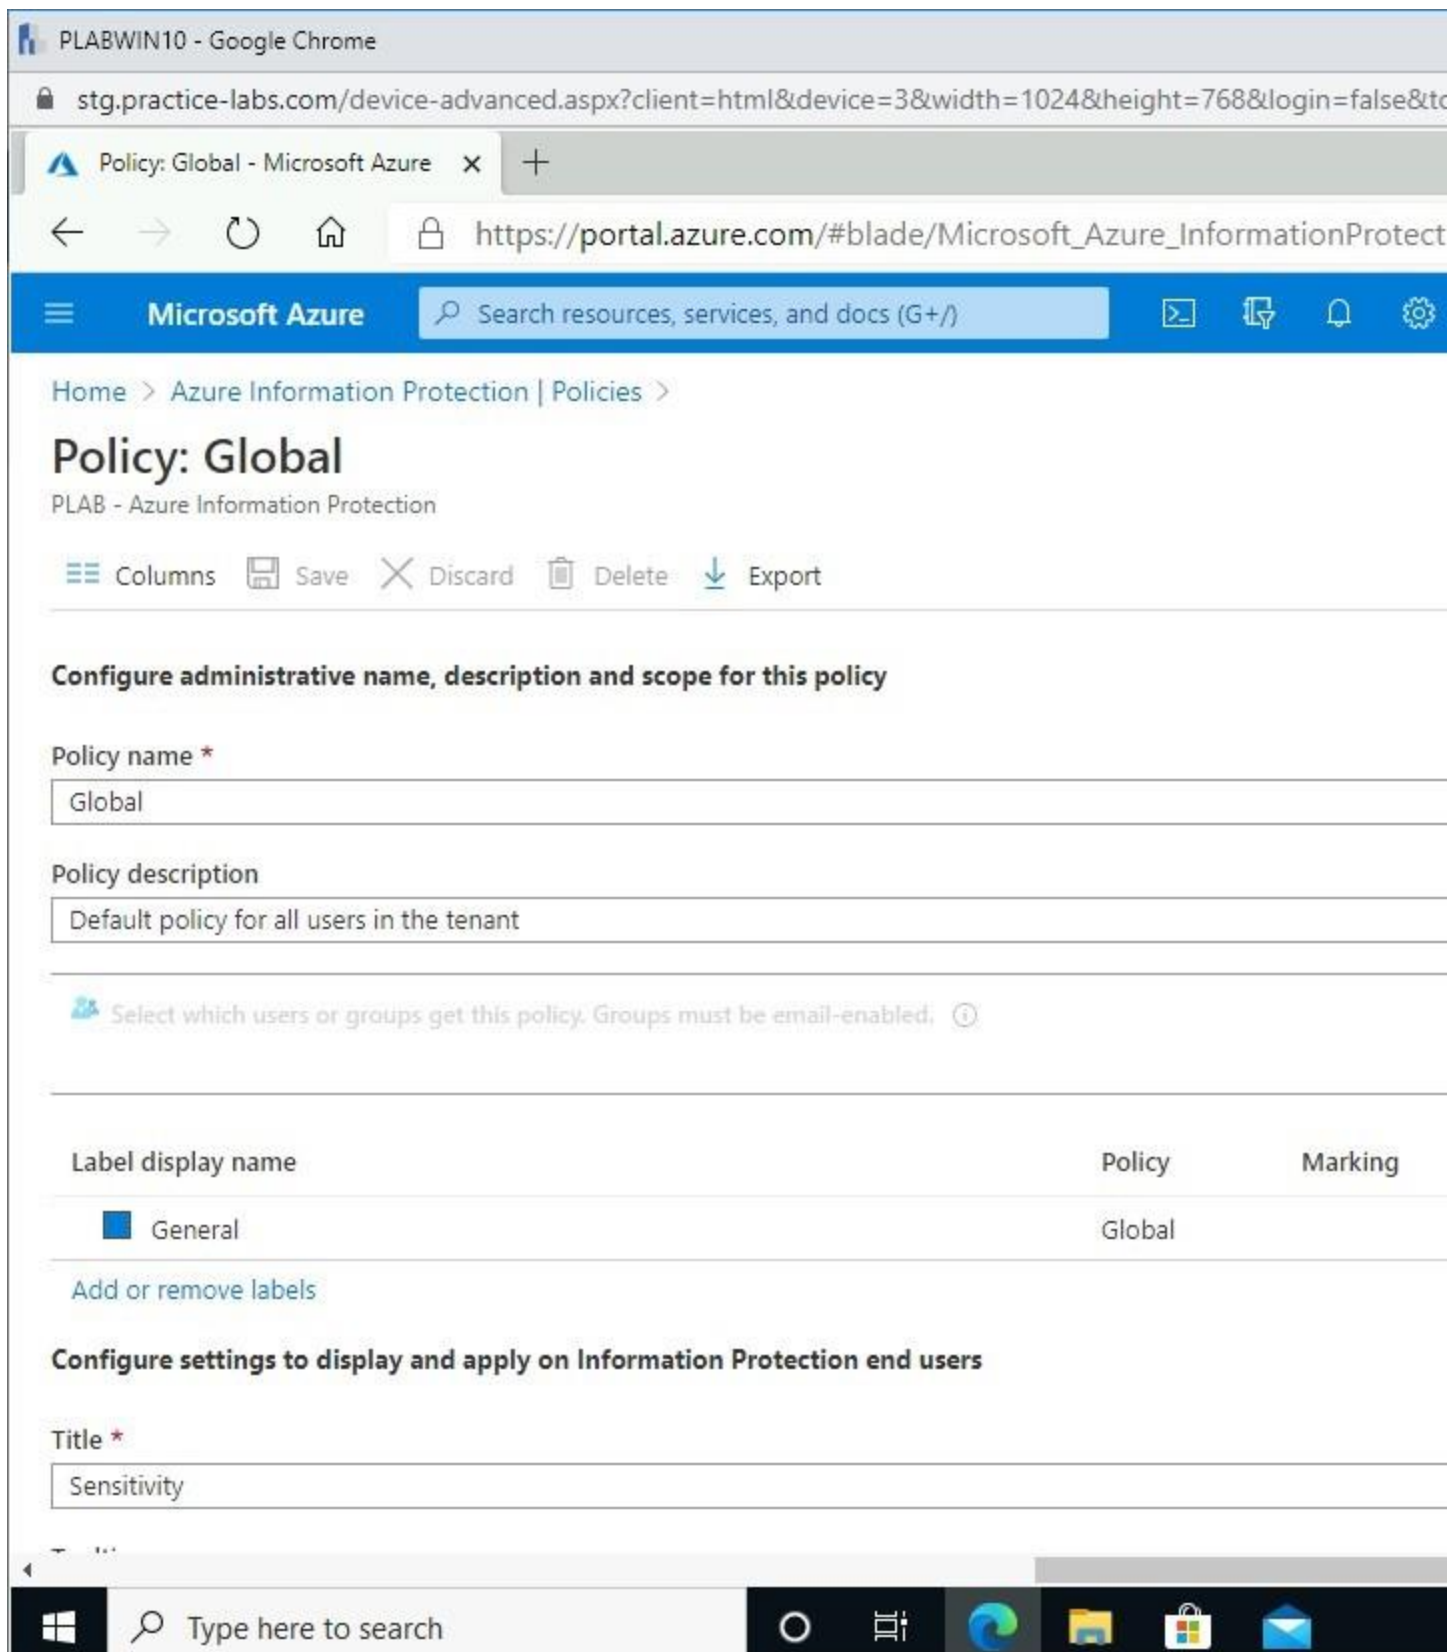 PLABWIN10 - Google Chrome
stg.practice-labs.com/device-advanced.aspx?client=html&device=3&width=1024&height=768&login=false&to
Policy: Global - Microsoft Azure
https://portal.azure.com/#blade/Microsoft_Azure_InformationProtect
Microsoft Azure Search resources, services, and docs (G+/)
Home > Azure Information Protection | Policies >
Policy: Global
PLAB - Azure Information Protection
Columns Save Discard Delete Export
Configure administrative name, description and scope for this policy
Policy name *
Global
Policy description
Default policy for all users in the tenant
Select which users or groups get this policy. Groups must be email-enabled.
Label display name Policy Marking
General Global
Add or remove labels
Configure settings to display and apply on Information Protection end users
Title *
Sensitivity
Type here to search